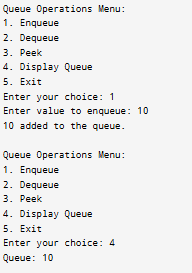 Queue Operations Menu:
1. Enqueue
2. Dequeue
3. Peek
4. Display Queue
5. Exit
Enter your choice: 1
Enter value to enqueue: 10
10 added to the queue.

Queue Operations Menu:
1. Enqueue
2. Dequeue
3. Peek
4. Display Queue
5. Exit
Enter your choice: 4
Queue: 10